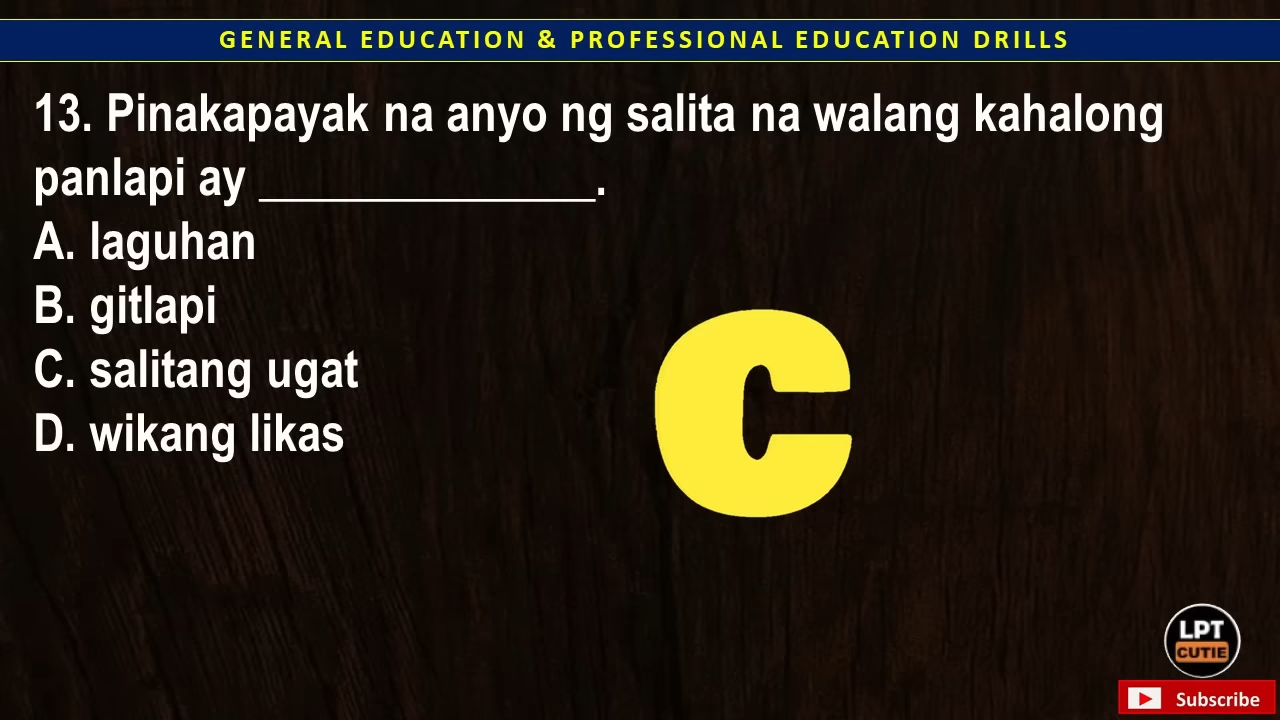 GENERAL EDUCATION & PROFESSIONAL EDUCATION DRILLS
13. Pinakapayak na anyo ng salita na walang kahalong
panlapi ay _______________.
A. laguhan
B. gitlapi
C. salitang ugat
D. wikang likas
C
LPT
CUTIE
Subscribe